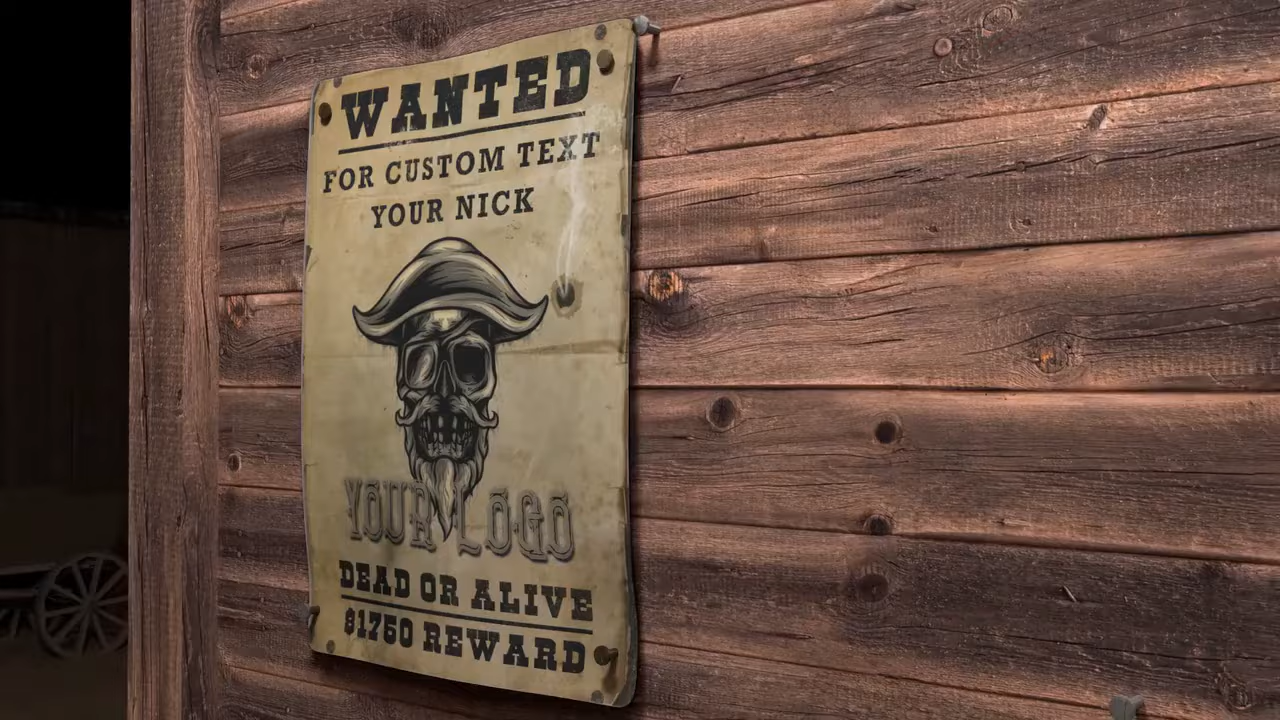 WANTED
FOR CUSTOM TEXT
YOUR NICK
YOUR LOGO
DEAD OR ALIVE
$1750 REWARD